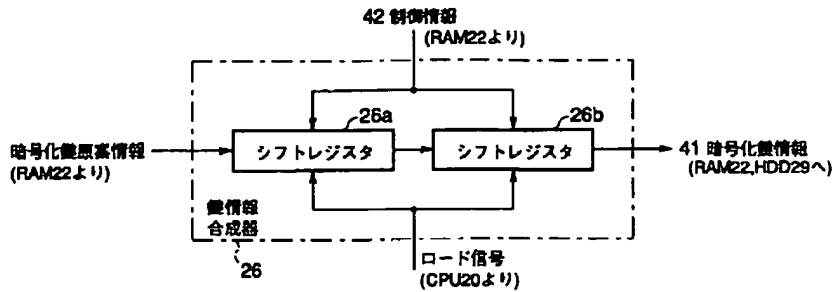 42 制御情報
(RAM22より)
26a
26b
暗号化鍵原案情報
(RAM22より)
シフトレジスタ
シフトレジスタ
41 暗号化鍵情報
(RAM22,HDD29へ)
鍵情報
合成器
26
ロード信号
(CPU20より)